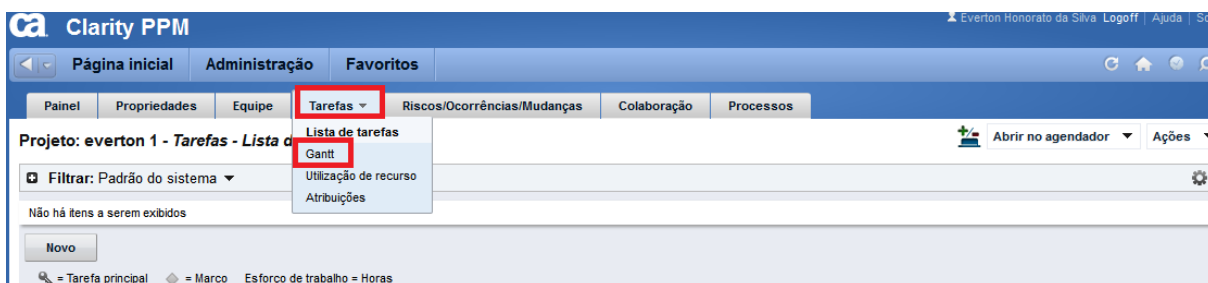 ca Clarity PPM
Everton Honorato da Silva Logoff | Ajuda |
Página inicial Administração Favoritos
Painel Propriedades Equipe Tarefas Riscos/Ocorrências/Mudanças Colaboração Processos
Projeto: everton 1 - Tarefas - Lista
Abrir no agendador Ações
Lista de tarefas
Gantt
Utilização de recurso
Atribuições
Filtrar: Padrão do sistema
Não há itens a serem exibidos
Novo
= Tarefa principal = Marco Esforço de trabalho = Horas